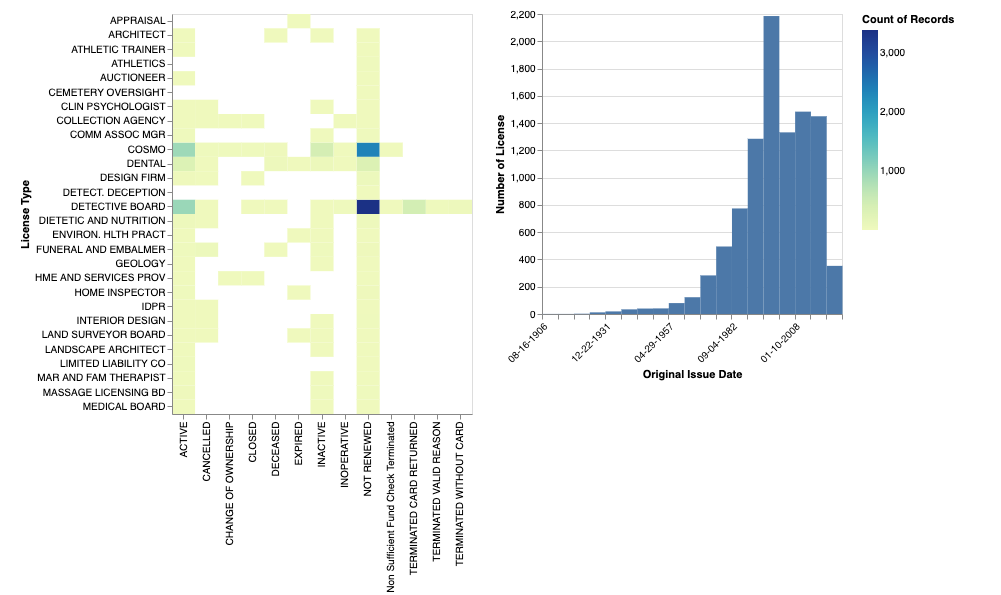 License Type
APPRAISAL
ARCHITECT
ATHLETIC TRAINER
ATHLETICS
AUCTIONEER
CEMETERY OVERSIGHT
CLIN PSYCHOLOGIST
COLLECTION AGENCY
COMM ASSOC MGR
COSMO
DENTAL
DESIGN FIRM
DETECT. DECEPTION
DETECTIVE BOARD
DIETETIC AND NUTRITION
ENVIRON. HLTH PRACT
FUNERAL AND EMBALMER
GEOLOGY
HME AND SERVICES PROV
HOME INSPECTOR
IDPR
INTERIOR DESIGN
LAND SURVEYOR BOARD
LANDSCAPE ARCHITECT
LIMITED LIABILITY CO
MAR AND FAM THERAPIST
MASSAGE LICENSING BD
MEDICAL BOARD
ACTIVE
CANCELLED
CHANGE OF OWNERSHIP
CLOSED
DECEASED
EXPIRED
INACTIVE
INOPERATIVE
NOT RENEWED
Non Sufficient Fund Check Terminated
TERMINATED CARD RETURNED
TERMINATED VALID REASON
TERMINATED WITHOUT CARD
Number of License
2,200
2,000
1,800
1,600
1,400
1,200
1,000
800
600
400
200
0
08-16-1906
12-22-1931
04-29-1957
09-04-1982
01-10-2008
Original Issue Date
Count of Records
3,000
2,000
1,000